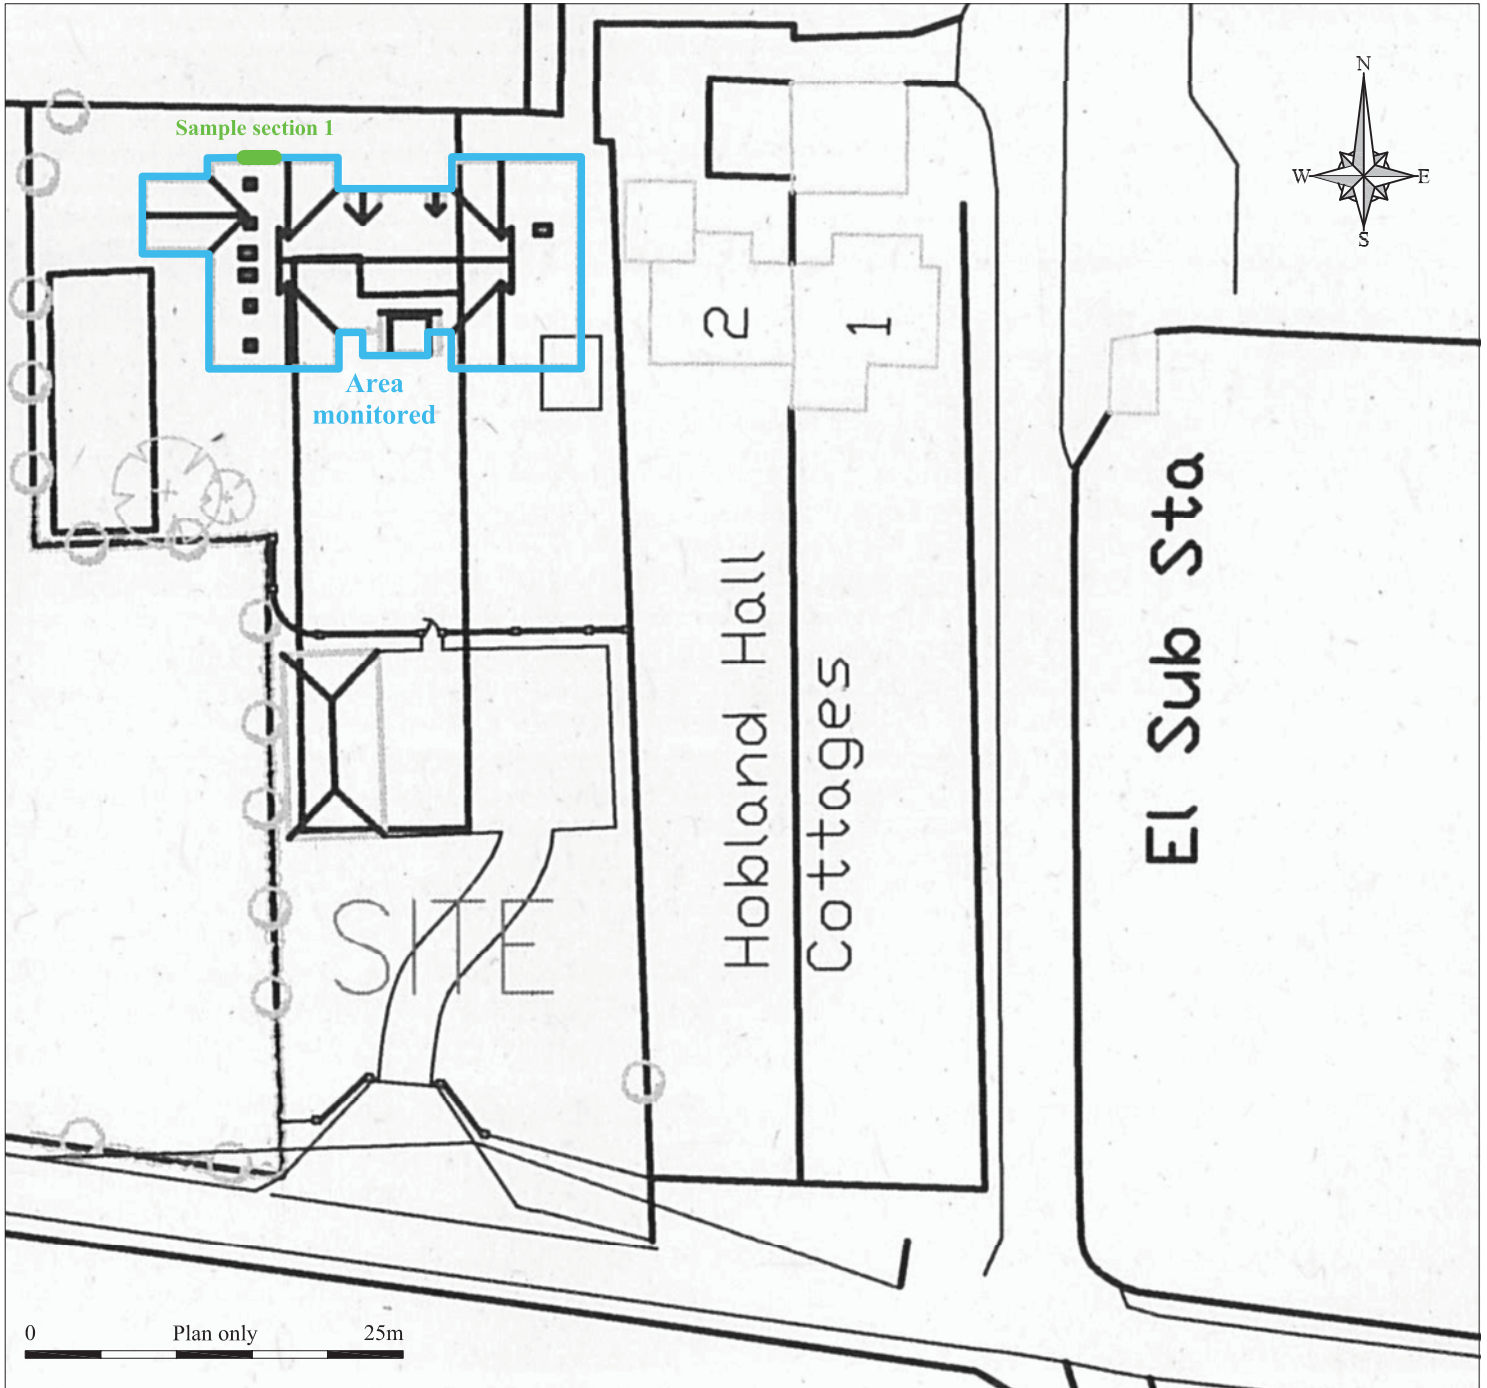 N
W E
S
Sample section 1
Area
monitored
2
1
Hobland Hall
Cottages
El Sub Sta
SITE
0 Plan only 25m